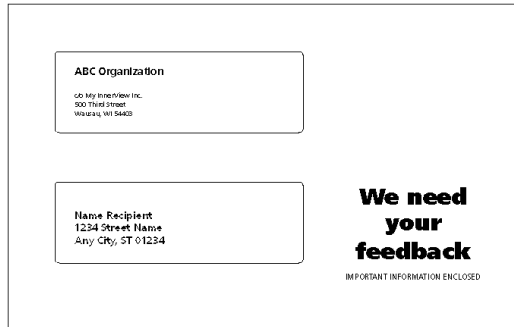 ABC Organization
c/o My InnerView Inc.
500 Third Street
Wausau, WI 54403
Name Recipient
1234 Street Name
Any City, ST 01234
We need
your
feedback
IMPORTANT INFORMATION ENCLOSED